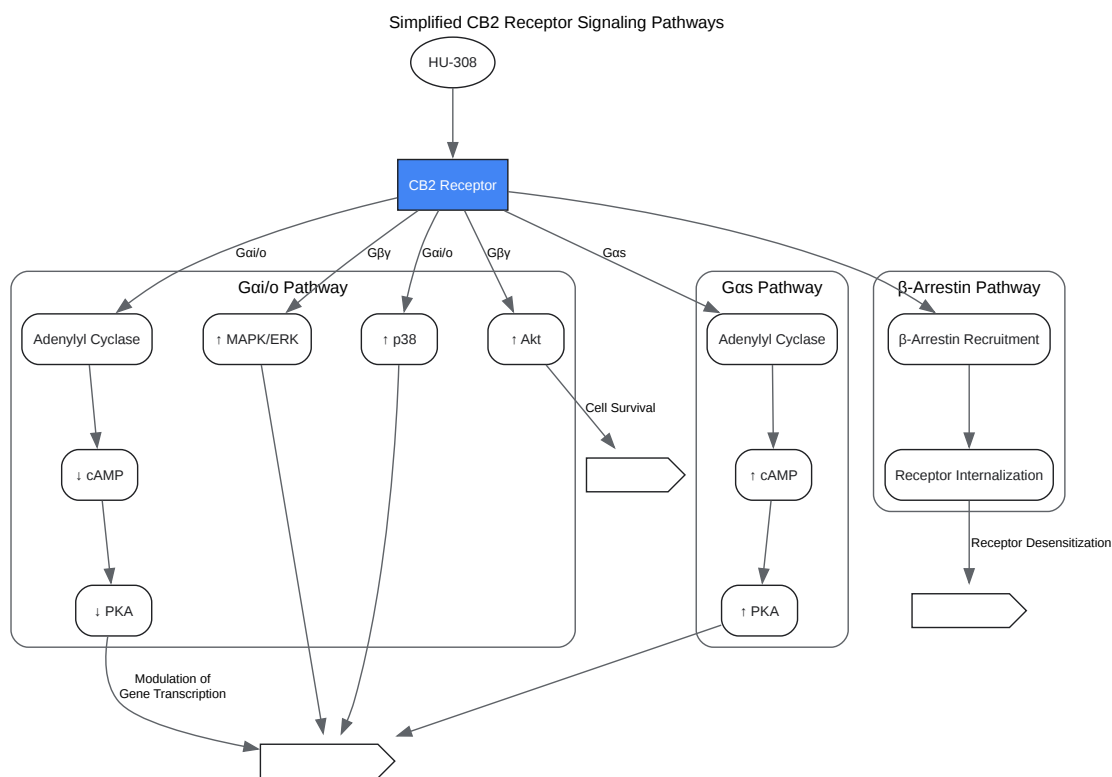 Simplified CB2 Receptor Signaling Pathways
HU-308
CB2 Receptor
Gαi/o
Gβγ
Gαi/o
Gβγ
Gαs
Gαi/o Pathway
Gαs Pathway
β-Arrestin Pathway
Adenylyl Cyclase
↑ MAPK/ERK
↑ p38
↑ Akt
Adenylyl Cyclase
β-Arrestin Recruitment
Cell Survival
↓ cAMP
↑ cAMP
Receptor Internalization
Receptor Desensitization
↓ PKA
↑ PKA
Modulation of
Gene Transcription